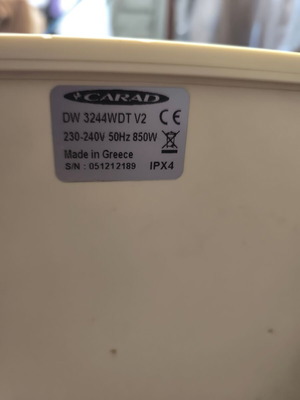 CARAD
DW 3244WDT V2 CE
230-240V 50Hz 850W
Made in Greece
S/N : 051212189 IPX4